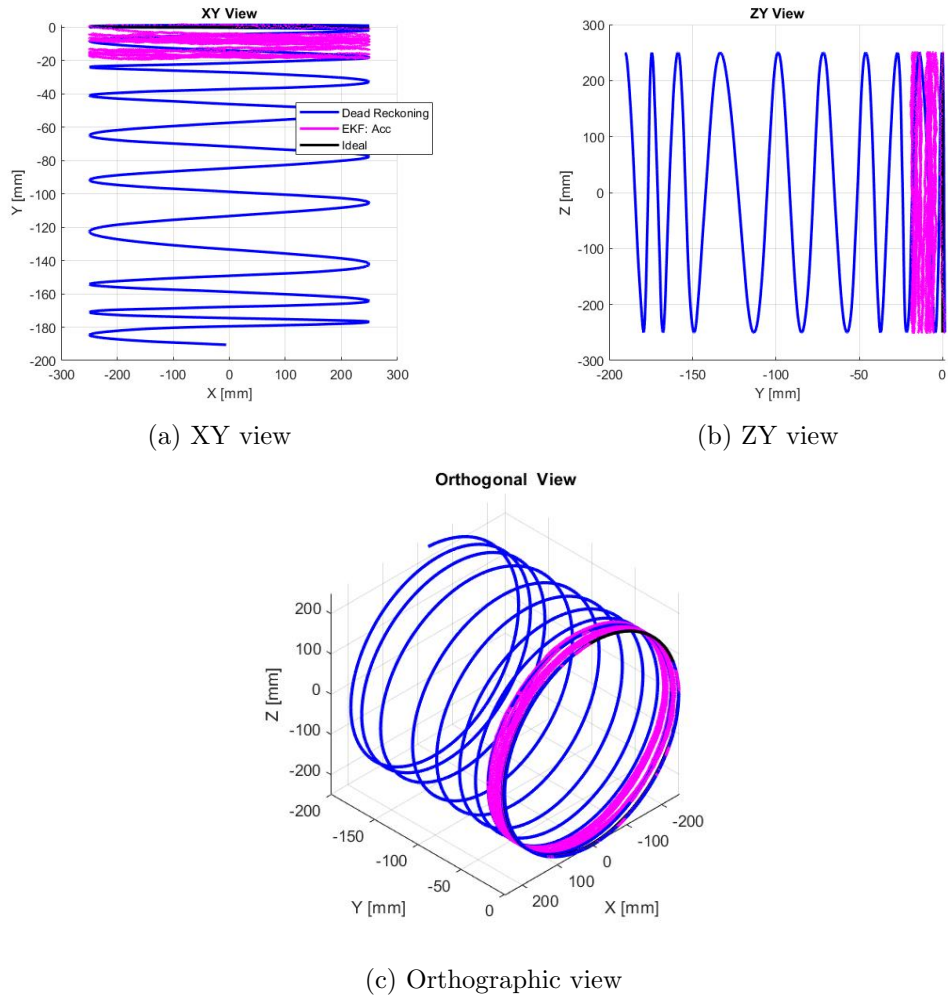 XY View
0
-20
-40
-60
-80
-100
-120
-140
-160
-180
-200
Y [mm]
-300 -200 -100 0 100 200 300
X [mm]
Dead Reckoning
EKF: Acc
Ideal
(a) XY view
ZY View
300
200
100
0
-100
-200
-300
Z [mm]
-200 -150 -100 -50 0
Y [mm]
(b) ZY view
Orthogonal View
200
100
0
-100
-200
Z [mm]
-200
-150
-100
-50
0
Y [mm]
200
100
0
-100
-200
X [mm]
(c) Orthographic view